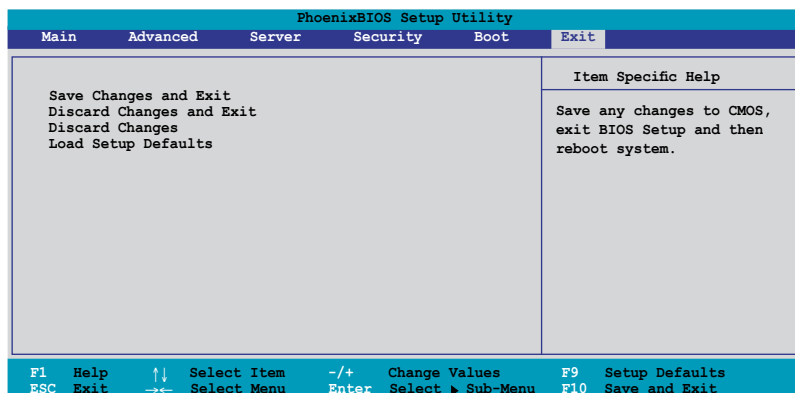 PhoenixBIOS Setup Utility
Main Advanced Server Security Boot Exit
Save Changes and Exit
Discard Changes and Exit
Discard Changes
Load Setup Defaults
Item Specific Help
Save any changes to CMOS,
exit BIOS Setup and then
reboot system.
F1 Help ↑↓ Select Item -/+ Change Values F9 Setup Defaults
ESC Exit →← Select Menu Enter Select ▶ Sub-Menu F10 Save and Exit